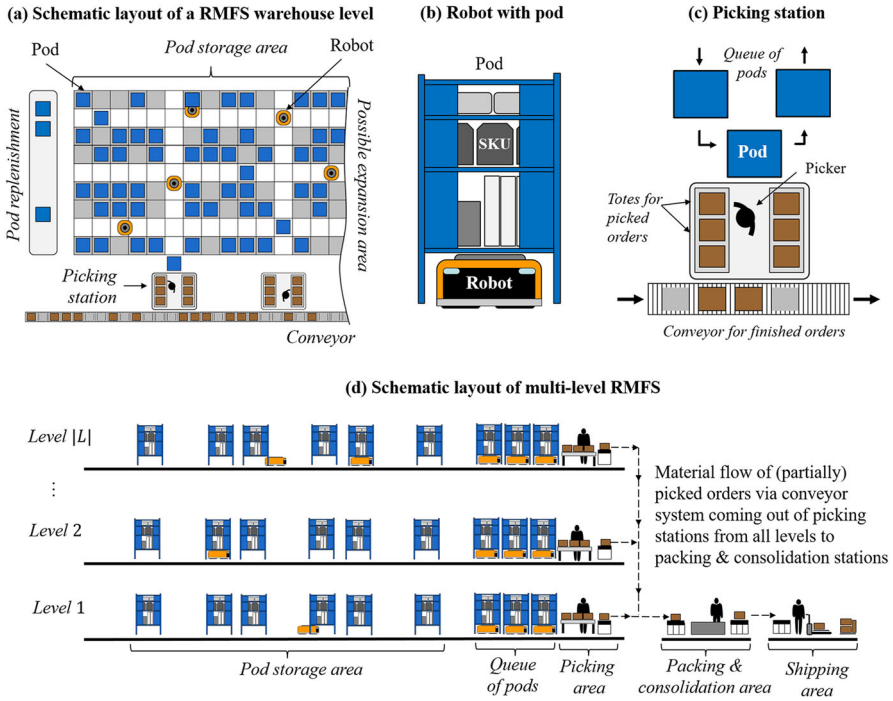 (a) Schematic layout of a RMFS warehouse level
Pod storage area
Pod
Robot
Pod replenishment
Possible expansion area
Picking
station
Conveyor
(b) Robot with pod
Pod
SKU
Robot
(c) Picking station
Queue of
pods
Pod
Picker
Totes for
picked
orders
Conveyor for finished orders
(d) Schematic layout of multi-level RMFS
Level |L|
⋮
Level 2
Level 1
Material flow of (partially)
picked orders via conveyor
system coming out of picking
stations from all levels to
packing & consolidation stations
Pod storage area
Queue
of pods
Picking
area
Packing &
consolidation area
Shipping
area